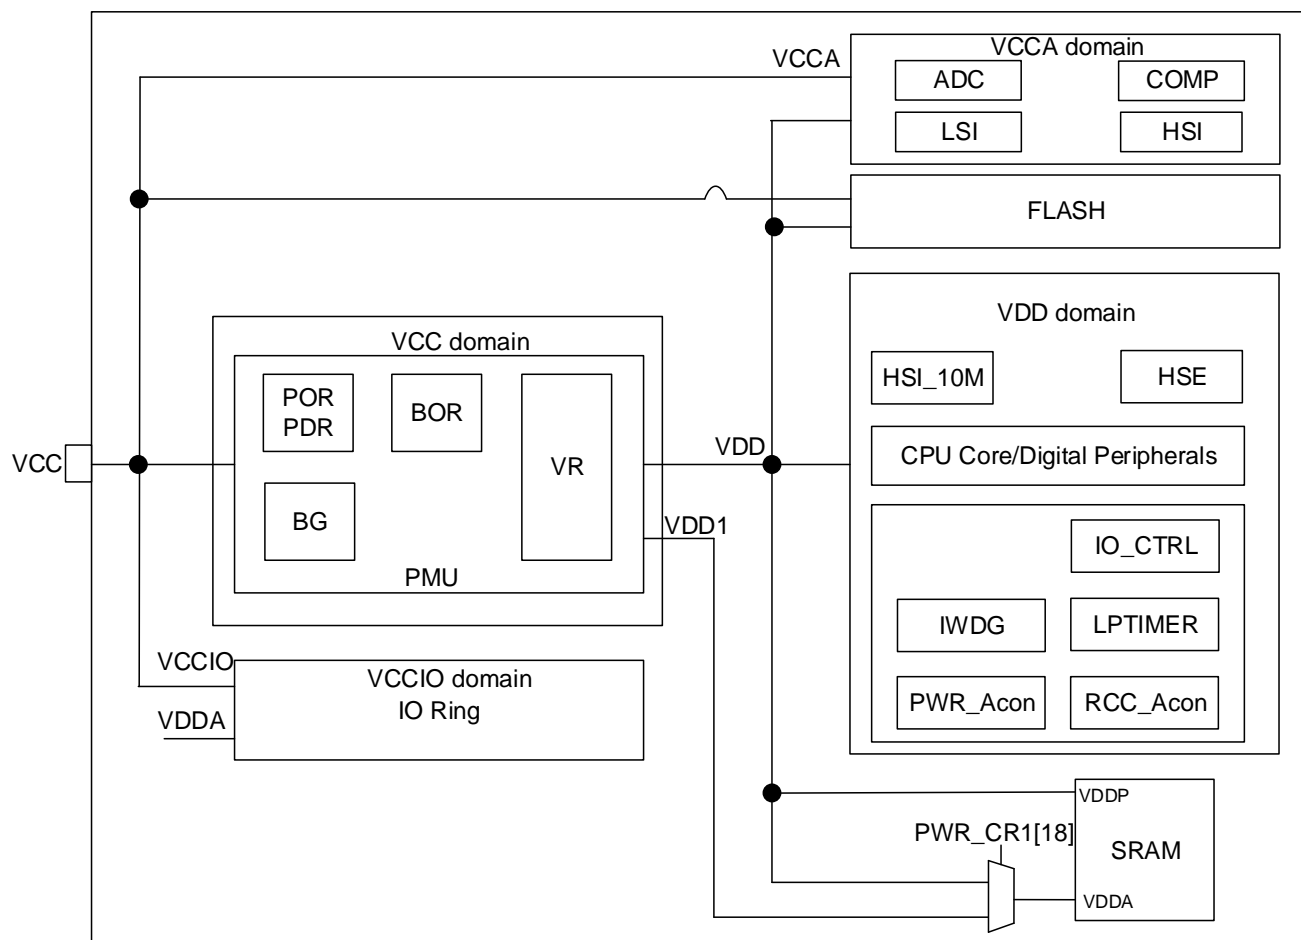 VCCA domain
VCCA
ADC
COMP
LSI
HSI
FLASH
VDD domain
VCC domain
HSI_10M
HSE
POR
PDR
BOR
VR
VDD
CPU Core/Digital Peripherals
VCC
BG
VDD1
PMU
IO_CTRL
IWDG
LPTIMER
VCCIO
VCCIO domain
IO Ring
VDDA
PWR_Acon
RCC_Acon
VDDP
PWR_CR1[18]
SRAM
VDDA